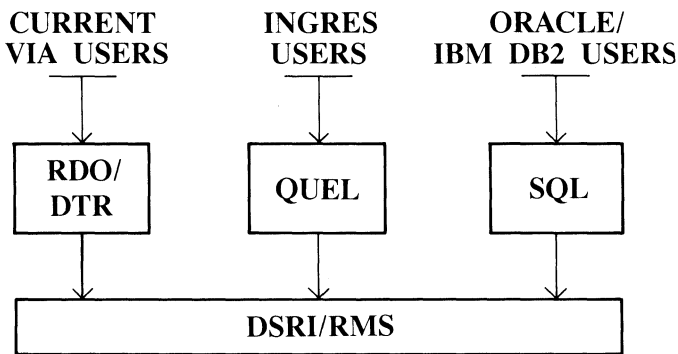 CURRENT
VIA USERS
INGRES
USERS
ORACLE/
IBM DB2 USERS
RDO/
DTR
QUEL
SQL
DSRI/RMS